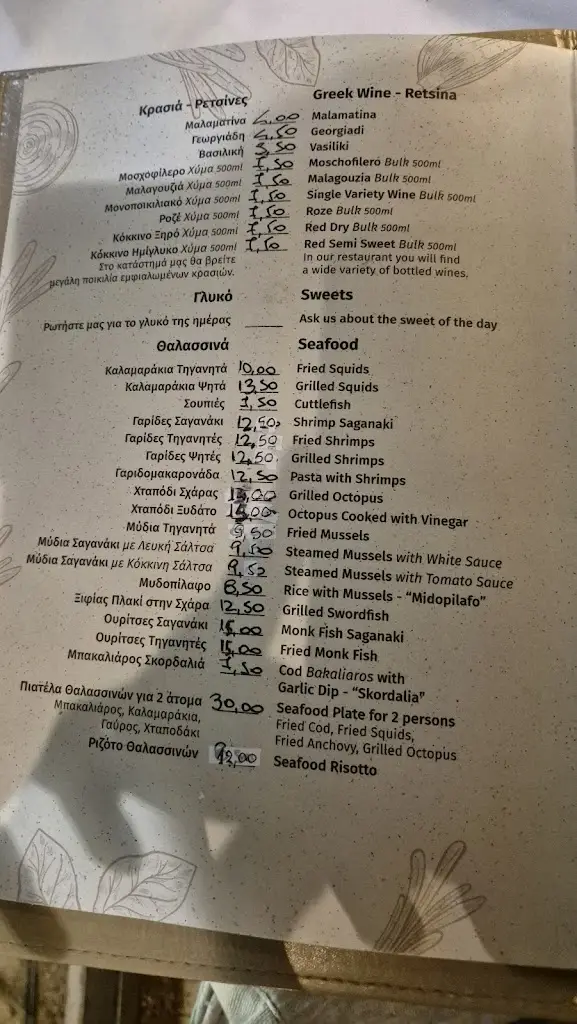 Κρασιά - Ρετσίνες Greek Wine - Retsina
Μαλαματίνα 4,00 Malamatina
Γεωργιάδη 4,50 Georgiadi
Βασιλική 3,50 Vasiliki
Μοσχοφίλερο Χύμα 500ml 7,50 Moschofilero Bulk 500ml
Μαλαγουζιά Χύμα 500ml 7,50 Malagouzia Bulk 500ml
Μονοποικιλιακό Χύμα 500ml 7,50 Single Variety Wine Bulk 500ml
Ροζέ Χύμα 500ml 7,50 Roze Bulk 500ml
Κόκκινο Ξηρό Χύμα 500ml 7,50 Red Dry Bulk 500ml
Κόκκινο Ημίγλυκο Χύμα 500ml 7,50 Red Semi Sweet Bulk 500ml
Στο κατάστημά μας θα βρείτε In our restaurant you will find
μεγάλη ποικιλία εμφιαλωμένων κρασιών. a wide variety of bottled wines.
Γλυκό Sweets
Ρωτήστε μας για το γλυκό της ημέρας Ask us about the sweet of the day
Θαλασσινά Seafood
Καλαμαράκια Τηγανητά 10,00 Fried Squids
Καλαμαράκια Ψητά 13,50 Grilled Squids
Σουπιές 7,50 Cuttlefish
Γαρίδες Σαγανάκι 12,50 Shrimp Saganaki
Γαρίδες Τηγανητές 12,50 Fried Shrimps
Γαρίδες Ψητές 12,50 Grilled Shrimps
Γαριδομακαρονάδα 12,50 Pasta with Shrimps
Χταπόδι Σχάρας 13,00 Grilled Octopus
Χταπόδι Ξυδάτο Octopus Cooked with Vinegar
Μύδια Τηγανητά 9,50 Fried Mussels
Μύδια Σαγανάκι με Λευκή Σάλτσα 9,50 Steamed Mussels with White Sauce
Μύδια Σαγανάκι με Κόκκινη Σάλτσα 9,50 Steamed Mussels with Tomato Sauce
Μυδοπίλαφο 8,50 Rice with Mussels - “Midopilafo”
Ξιφίας Πλακί στην Σχάρα 12,50 Grilled Swordfish
Ουρίτσες Σαγανάκι 15,00 Monk Fish Saganaki
Ουρίτσες Τηγανητές 15,00 Fried Monk Fish
Μπακαλιάρος Σκορδαλιά 7,50 Cod Bakaliaros with
Garlic Dip - “Skordalia”
Πιατέλα Θαλασσινών για 2 άτομα 30,00 Seafood Plate for 2 persons
Μπακαλιάρος, Καλαμαράκια, Fried Cod, Fried Squids,
Γαύρος, Χταποδάκι Fried Anchovy, Grilled Octopus
Ριζότο Θαλασσινών Seafood Risotto